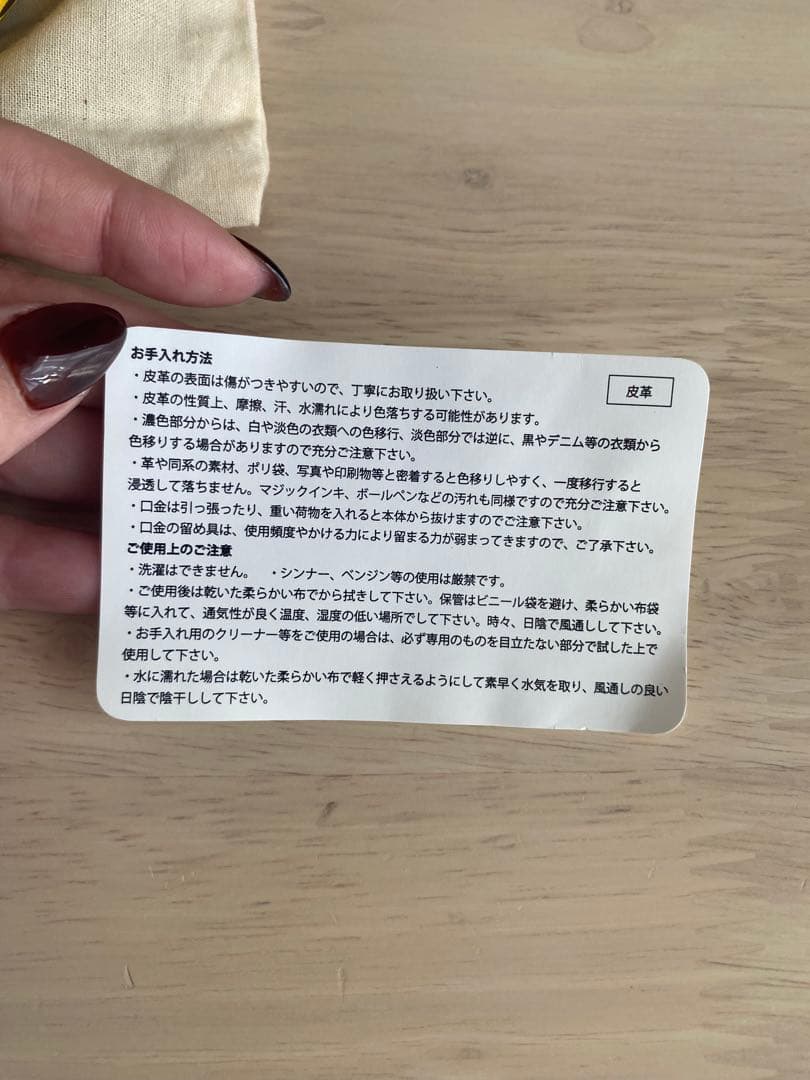 お手入れ方法
皮革
・皮革の表面は傷がつきやすいので、丁寧にお取り扱い下さい。
・皮革の性質上、摩擦、汗、水濡れにより色落ちする可能性があります。
・濃色部分からは、白や淡色の衣類への色移行、淡色部分では逆に、黒やデニム等の衣類から
色移りする場合がありますので充分ご注意下さい。
・革や同系の素材、ポリ袋、写真や印刷物等と密着すると色移りしやすく、一度移行すると
浸透して落ちません。マジックインキ、ボールペンなどの汚れも同様ですので充分ご注意下さい。
・口金は引っ張ったり、重い荷物を入れると本体から抜けますのでご注意下さい。
・口金の留め具は、使用頻度やかける力により留まる力が弱まってきますので、ご了承下さい。
ご使用上のご注意
・洗濯はできません。 ・シンナー、ベンジン等の使用は厳禁です。
・ご使用後は乾いた柔らかい布でから拭きして下さい。保管はビニール袋を避け、柔らかい布袋
等に入れて、通気性が良く温度、湿度の低い場所でして下さい。時々、日陰で風通しして下さい。
・お手入れ用のクリーナー等をご使用の場合は、必ず専用のものを目立たない部分で試した上で
使用して下さい。
・水に濡れた場合は乾いた柔らかい布で軽く押さえるようにして素早く水気を取り、風通しの良い
日陰で陰干しして下さい。